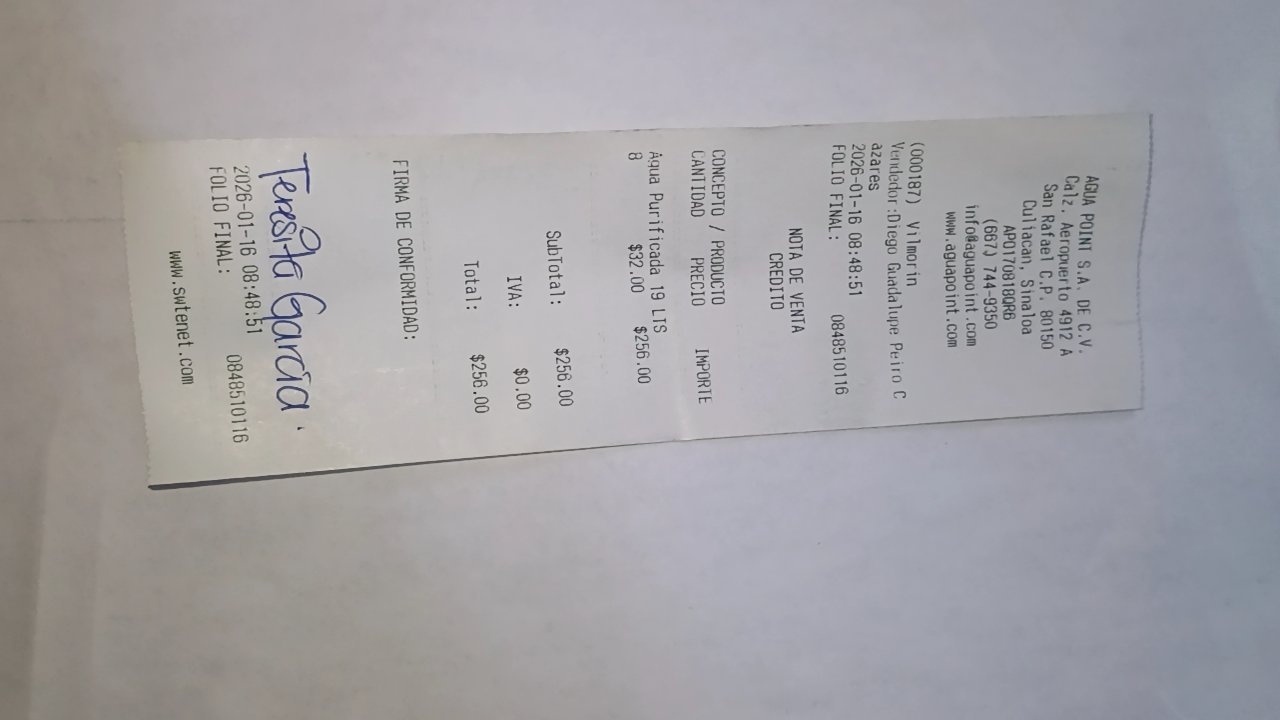 AGUA POINT S.A. DE C.V.
Calz. Aeropuerto 4912 A
San Rafael C.P. 80150
Culiacan, Sinaloa
APO170818QR6
(667) 744-9350
info@aguapoint.com
www.aguapoint.com
(000187) Vilmorin
Vendedor:Diego Guadalupe Peiro C
azares
2026-01-16 08:48:51
FOLIO FINAL: 0848510116
NOTA DE VENTA
CREDITO
CONCEPTO / PRODUCTO
CANTIDAD PRECIO IMPORTE
Agua Purificada 19 LTS
8 $32.00 $256.00
SubTotal: $256.00
IVA: $0.00
Total: $256.00
FIRMA DE CONFORMIDAD:
Teresita García.
2026-01-16 08:48:51
FOLIO FINAL: 0848510116
www.swtenet.com